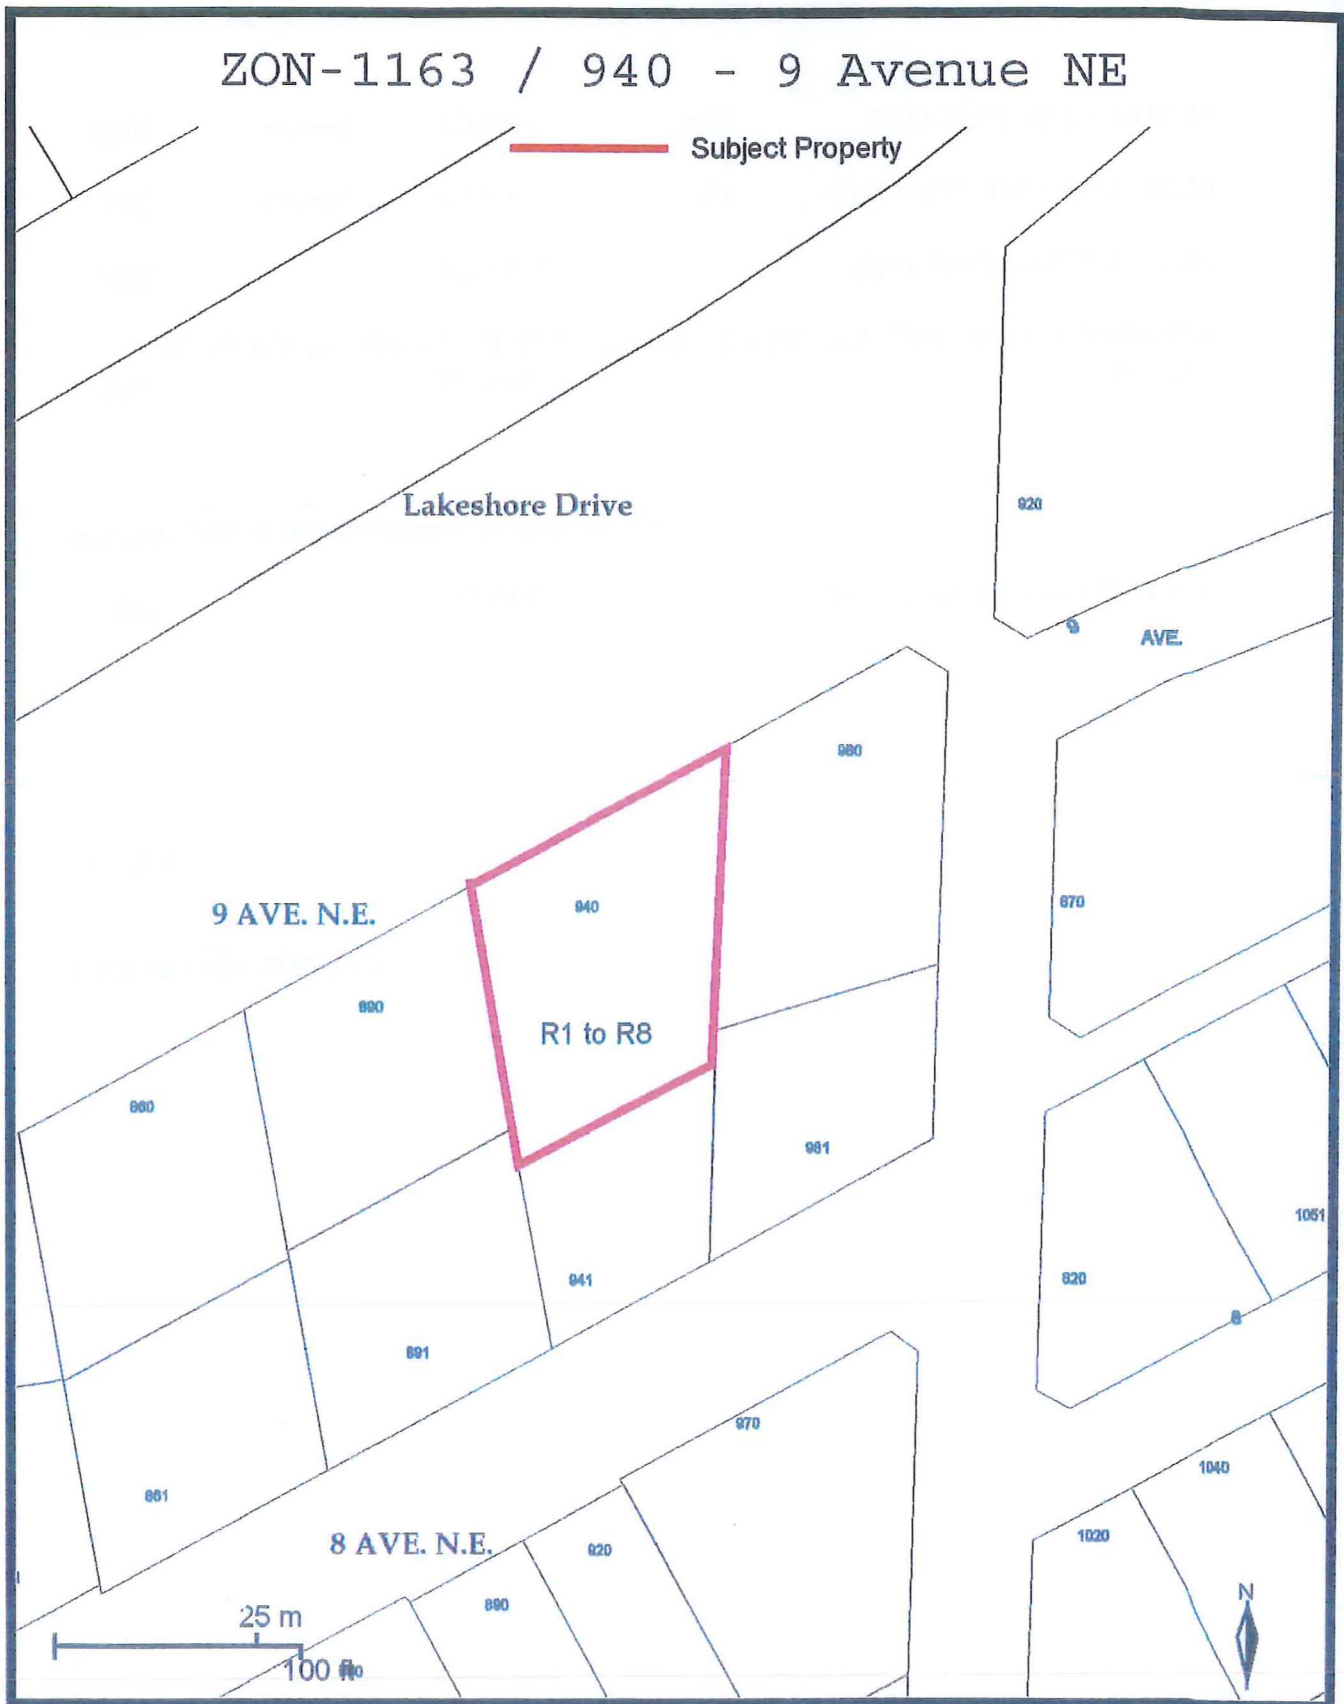 ZON-1163 / 940 - 9 Avenue NE
Subject Property
Lakeshore Drive
920
9 AVE.
980
940
870
9 AVE. N.E.
890
R1 to R8
860
981
1051
941
820
8
891
970
1040
861
1020
8 AVE. N.E.
920
890
N
25 m
100 ft